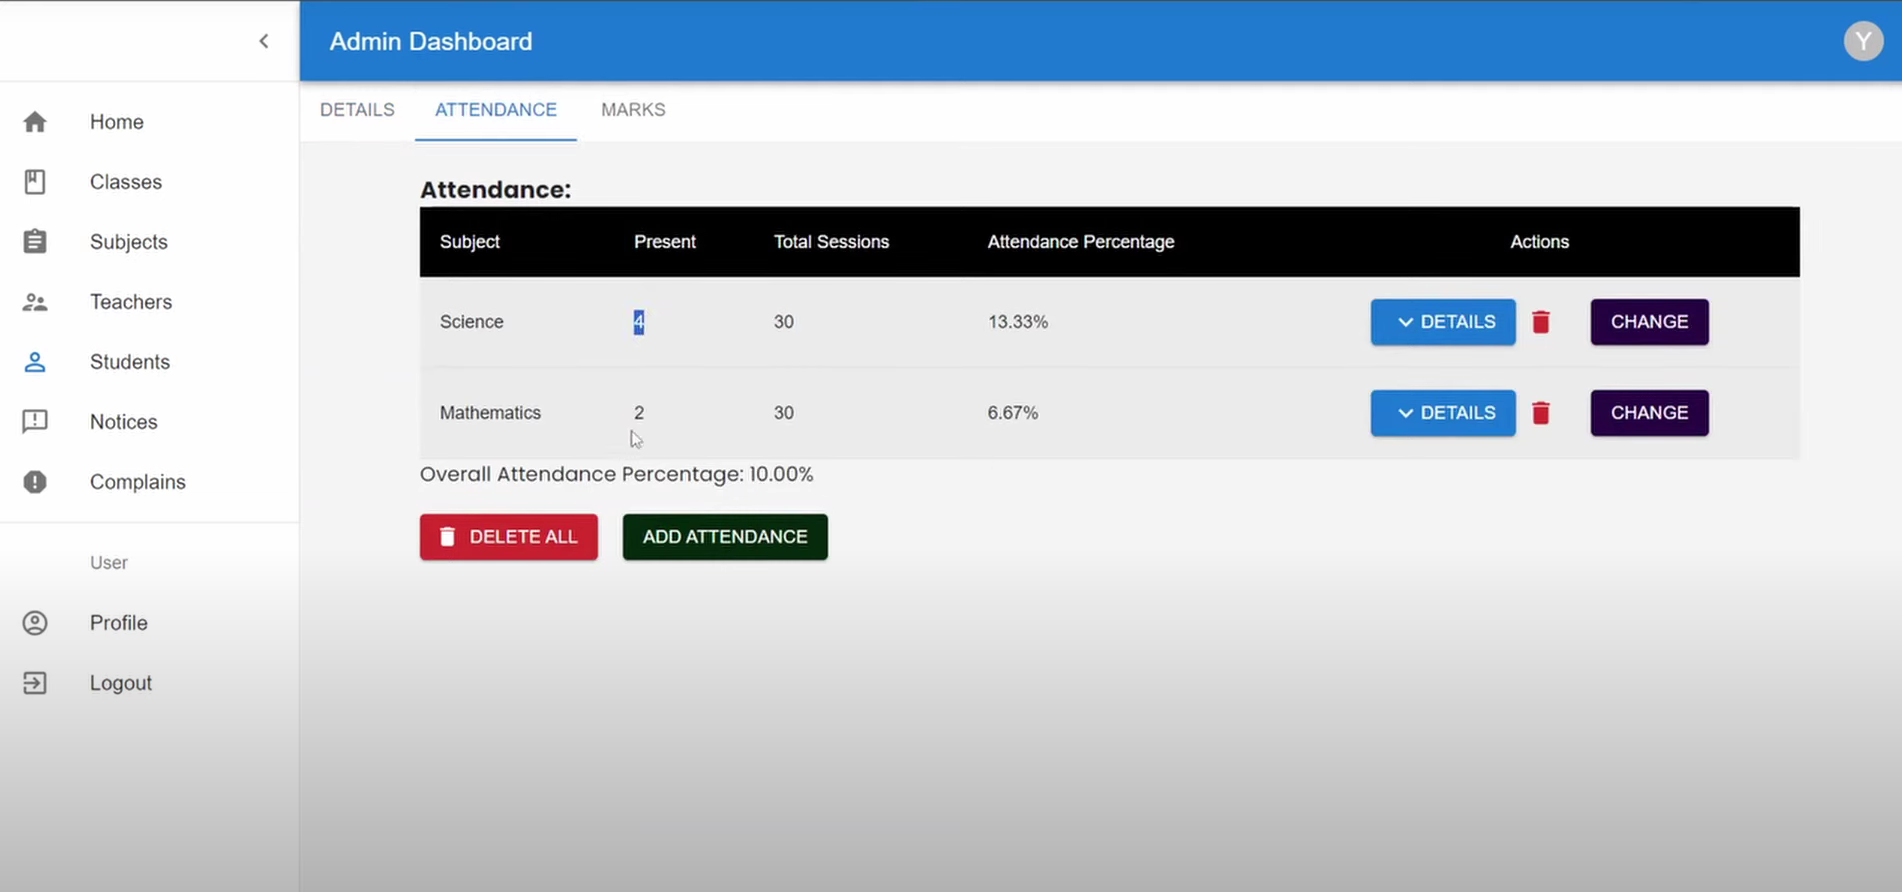 Admin Dashboard
Y
Home
Classes
Subjects
Teachers
Students
Notices
Complains
User
Profile
Logout
DETAILS ATTENDANCE MARKS
Attendance:
Subject Present Total Sessions Attendance Percentage Actions
Science 4 30 13.33% DETAILS CHANGE
Mathematics 2 30 6.67% DETAILS CHANGE
Overall Attendance Percentage: 10.00%
DELETE ALL ADD ATTENDANCE